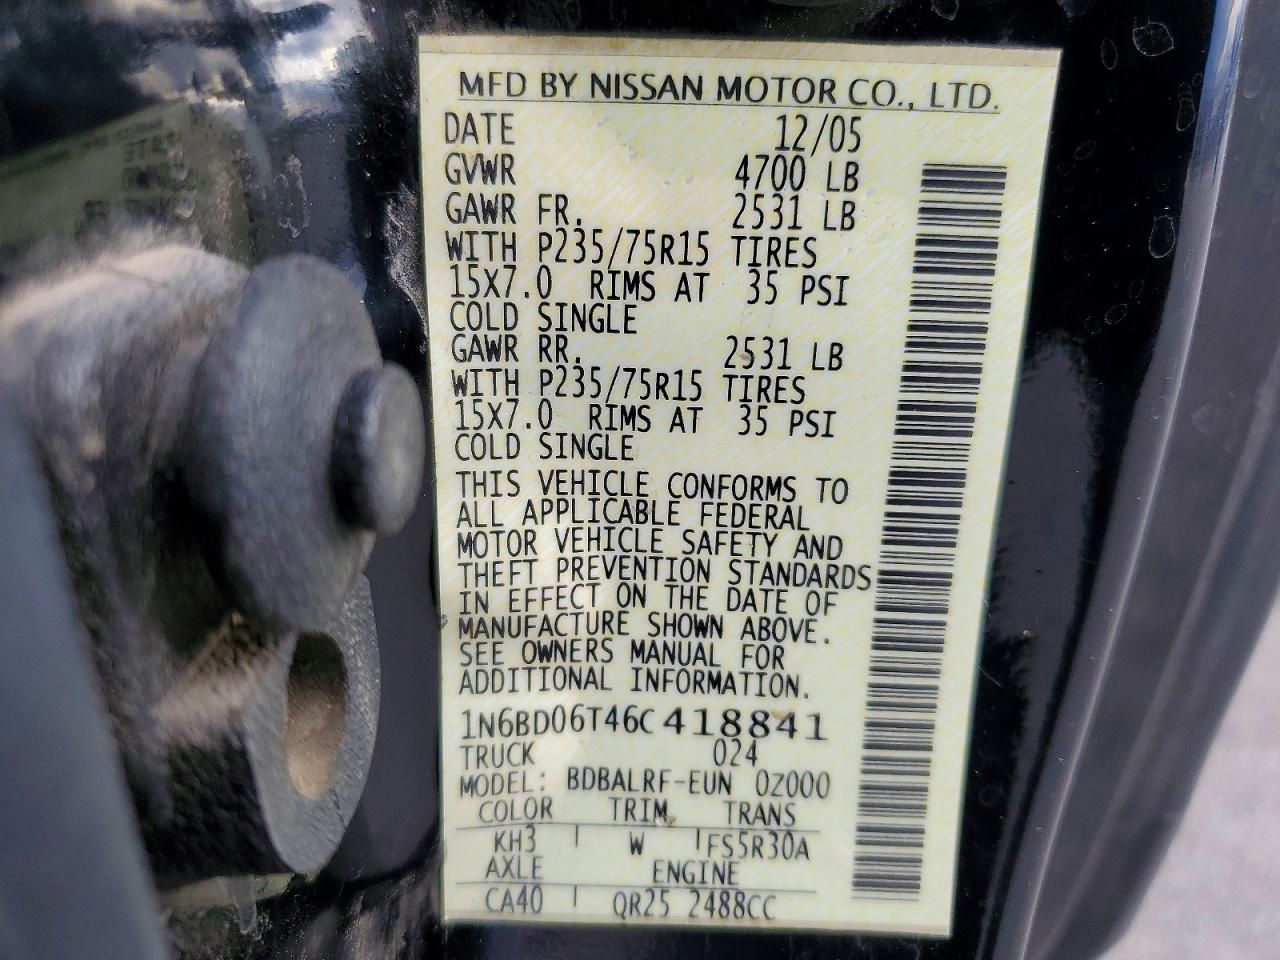 MFD BY NISSAN MOTOR CO., LTD.
DATE 12/05
GVWR 4700 LB
GAWR FR. 2531 LB
WITH P235/75R15 TIRES
15X7.0 RIMS AT 35 PSI
COLD SINGLE
GAWR RR. 2531 LB
WITH P235/75R15 TIRES
15X7.0 RIMS AT 35 PSI
COLD SINGLE
THIS VEHICLE CONFORMS TO
ALL APPLICABLE FEDERAL
MOTOR VEHICLE SAFETY AND
THEFT PREVENTION STANDARDS
IN EFFECT ON THE DATE OF
MANUFACTURE SHOWN ABOVE.
SEE OWNERS MANUAL FOR
ADDITIONAL INFORMATION.
1N6BD06T46C418841
TRUCK 024
MODEL: BDBALRF-EUN 0Z000
COLOR TRIM TRANS
KH3 W FS5R30A
AXLE ENGINE
CA40 QR25 2488CC